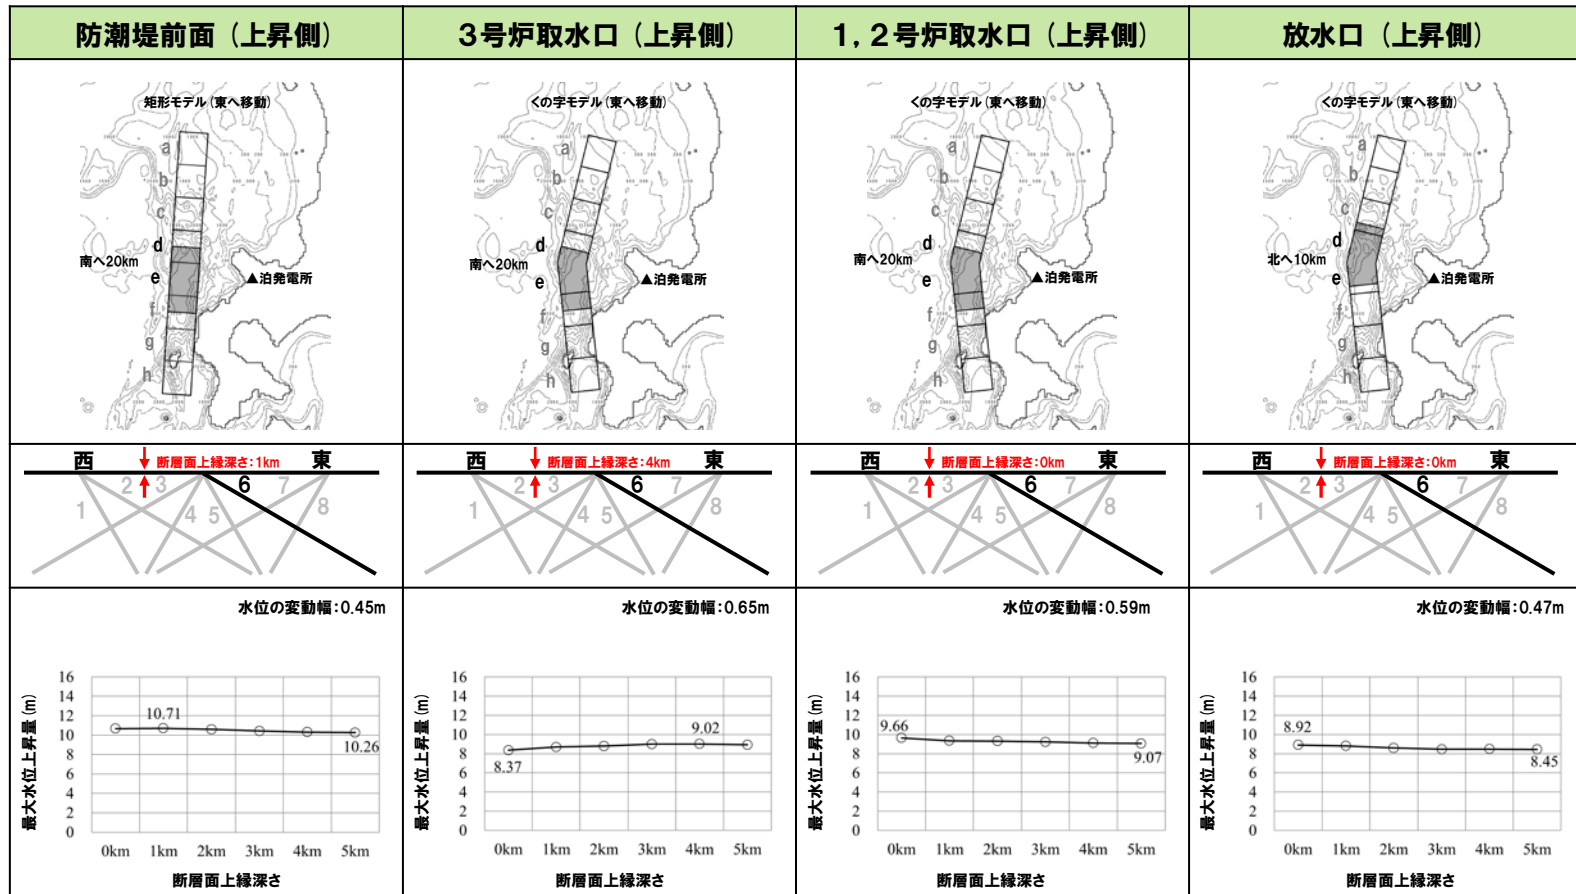 防潮堤前面（上昇側）
３号炉取水口（上昇側）
１，２号炉取水口（上昇側）
放水口（上昇側）
矩形モデル（東へ移動）
a
b
c
d
南へ20km
e
▲泊発電所
f
g
h
くの字モデル（東へ移動）
a
b
c
d
南へ20km
e
▲泊発電所
f
g
h
くの字モデル（東へ移動）
a
b
c
d
南へ20km
e
▲泊発電所
f
g
h
くの字モデル（東へ移動）
a
b
c
d
北へ10km
e
▲泊発電所
f
g
h
西 断層面上縁深さ：1km 東
1 2 3 4 5 6 7 8
西 断層面上縁深さ：4km 東
1 2 3 4 5 6 7 8
西 断層面上縁深さ：0km 東
1 2 3 4 5 6 7 8
西 断層面上縁深さ：0km 東
1 2 3 4 5 6 7 8
水位の変動幅：0.45m
最大水位上昇量（m）
16
14
12
10
8
6
4
2
0
10.71
10.26
0km 1km 2km 3km 4km 5km
断層面上縁深さ
水位の変動幅：0.65m
最大水位上昇量（m）
16
14
12
10
8
6
4
2
0
9.02
8.37
0km 1km 2km 3km 4km 5km
断層面上縁深さ
水位の変動幅：0.59m
最大水位上昇量（m）
16
14
12
10
8
6
4
2
0
9.66
9.07
0km 1km 2km 3km 4km 5km
断層面上縁深さ
水位の変動幅：0.47m
最大水位上昇量（m）
16
14
12
10
8
6
4
2
0
8.92
8.45
0km 1km 2km 3km 4km 5km
断層面上縁深さ